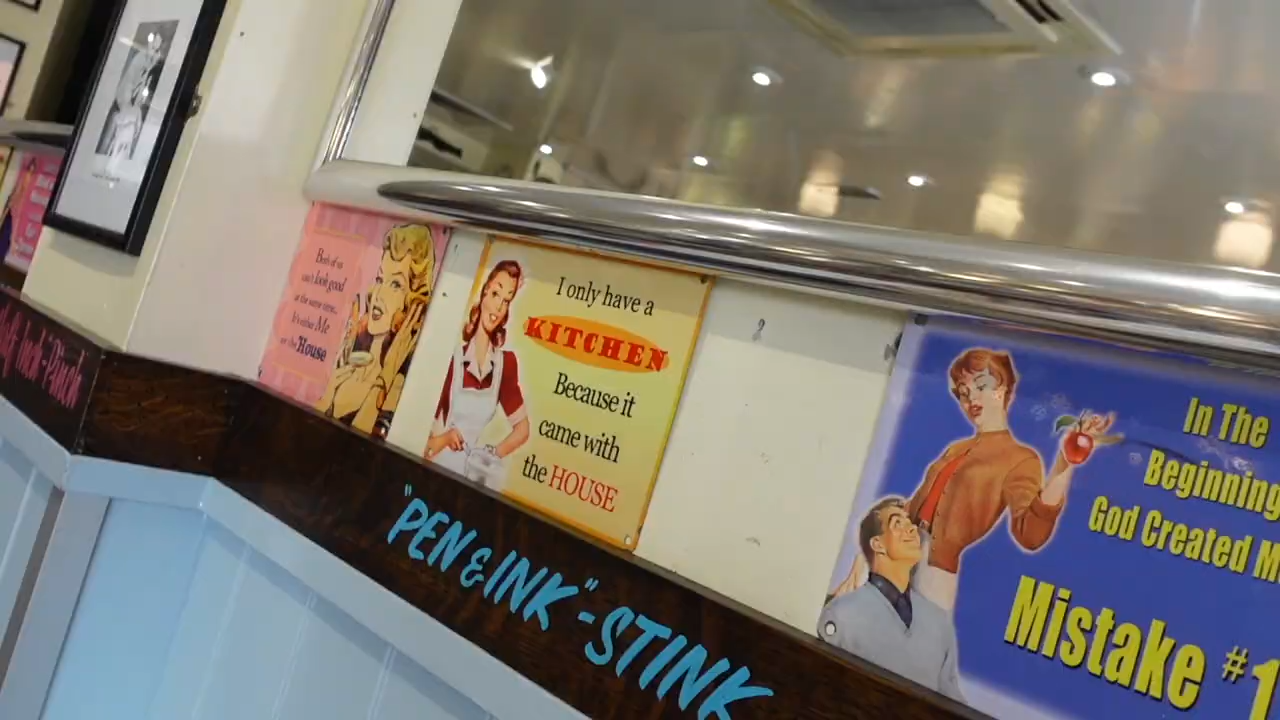 Both of us
can't look good
at the same time...
It's either Me
or the House
I only have a
KITCHEN
Because it
came with
the HOUSE
In The
Beginning
God Created M
Mistake #1
"PEN & INK"-STINK